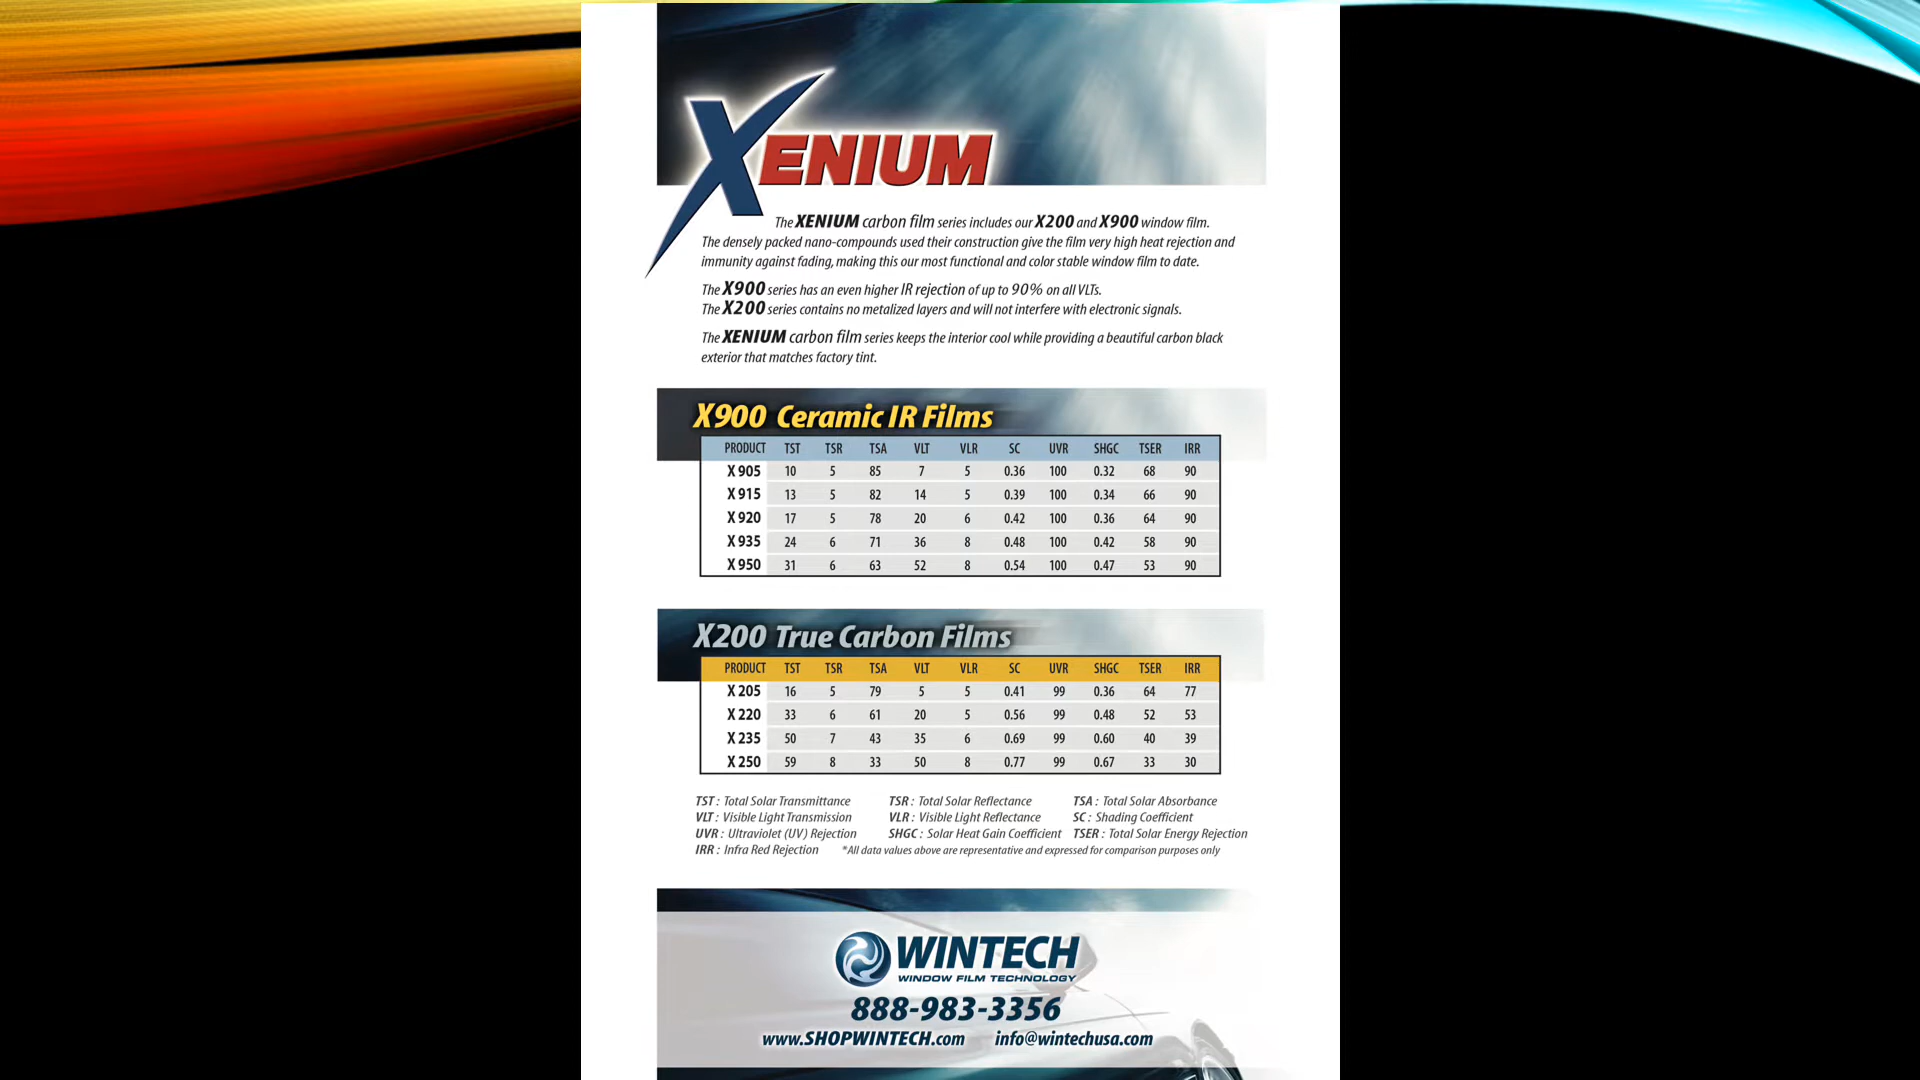 XENIUM
The XENIUM carbon film series includes our X200 and X900 window film.
The densely packed nano-compounds used their construction give the film very high heat rejection and
immunity against fading, making this our most functional and color stable window film to date.
The X900 series has an even higher IR rejection of up to 90% on all VLTs.
The X200 series contains no metalized layers and will not interfere with electronic signals.
The XENIUM carbon film series keeps the interior cool while providing a beautiful carbon black
exterior that matches factory tint.
X900 Ceramic IR Films
PRODUCT TST TSR TSA VLT VLR SC UVR SHGC TSER IRR
X 905 10 5 85 7 5 0.36 100 0.32 68 90
X 915 13 5 82 14 5 0.39 100 0.34 66 90
X 920 17 5 78 20 6 0.42 100 0.36 64 90
X 935 24 6 71 36 8 0.48 100 0.42 58 90
X 950 31 6 63 52 8 0.54 100 0.47 53 90
X200 True Carbon Films
PRODUCT TST TSR TSA VLT VLR SC UVR SHGC TSER IRR
X 205 16 5 79 5 5 0.41 99 0.36 64 77
X 220 33 6 61 20 5 0.56 99 0.48 52 53
X 235 50 7 43 35 6 0.69 99 0.60 40 39
X 250 59 8 33 50 8 0.77 99 0.67 33 30
TST : Total Solar Transmittance TSR : Total Solar Reflectance TSA : Total Solar Absorbance
VLT : Visible Light Transmission VLR : Visible Light Reflectance SC : Shading Coefficient
UVR : Ultraviolet (UV) Rejection SHGC : Solar Heat Gain Coefficient TSER : Total Solar Energy Rejection
IRR : Infra Red Rejection *All data values above are representative and expressed for comparison purposes only
WINTECH
WINDOW FILM TECHNOLOGY
888-983-3356
www.SHOPWINTECH.com info@wintechusa.com